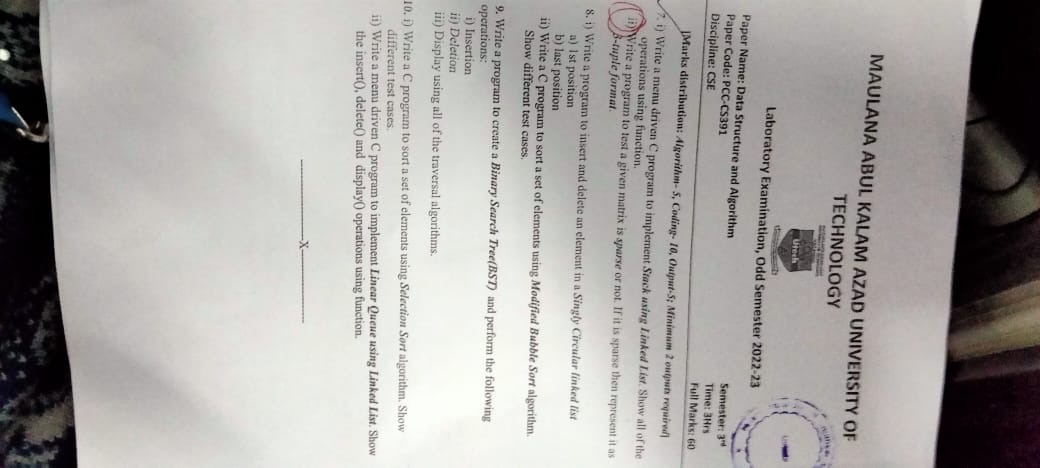 MAULANA ABUL KALAM AZAD UNIVERSITY OF
TECHNOLOGY
Laboratory Examination, Odd Semester 2022-23
Paper Name: Data Structure and Algorithm
Paper Code: PCC-CS391
Discipline: CSE
Semester: 3rd
Time: 3Hrs
Full Marks: 60
[Marks distribution: Algorithm- 5, Coding- 10, Output-5; Minimum 2 outputs required]
7. i) Write a menu driven C program to implement Stack using Linked List. Show all of the
operations using function.
ii) Write a program to test a given matrix is sparse or not. If it is sparse then represent it as
3-tuple format.
8. i) Write a program to insert and delete an element in a Singly Circular linked list
a) 1st position
b) last position
ii) Write a C program to sort a set of elements using Modified Bubble Sort algorithm.
Show different test cases.
9. Write a program to create a Binary Search Tree(BST) and perform the following
operations:
i) Insertion
ii) Deletion
iii) Display using all of the traversal algorithms.
10. i) Write a C program to sort a set of elements using Selection Sort algorithm. Show
different test cases.
ii) Write a menu driven C program to implement Linear Queue using Linked List. Show
the insert(), delete() and display() operations using function.
X